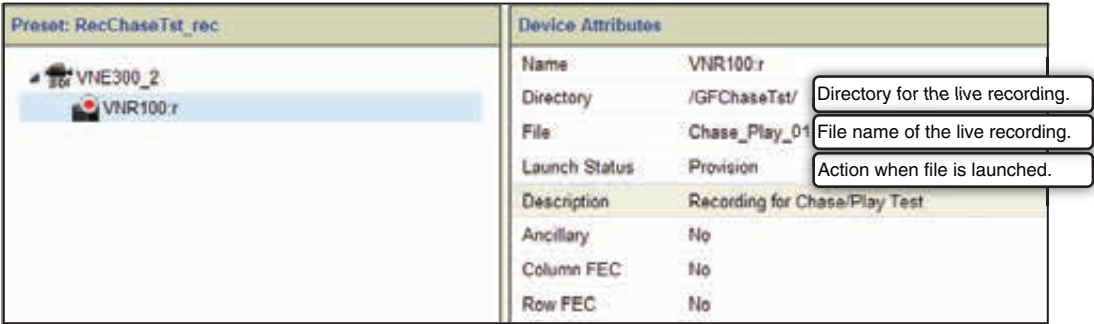 Preset: RecChaseTst_rec
VNE300_2
VNR100:r
Device Attributes
Name VNR100:r
Directory /GFChaseTst/ Directory for the live recording.
File Chase_Play_01 File name of the live recording.
Launch Status Provision Action when file is launched.
Description Recording for Chase/Play Test
Ancillary No
Column FEC No
Row FEC No